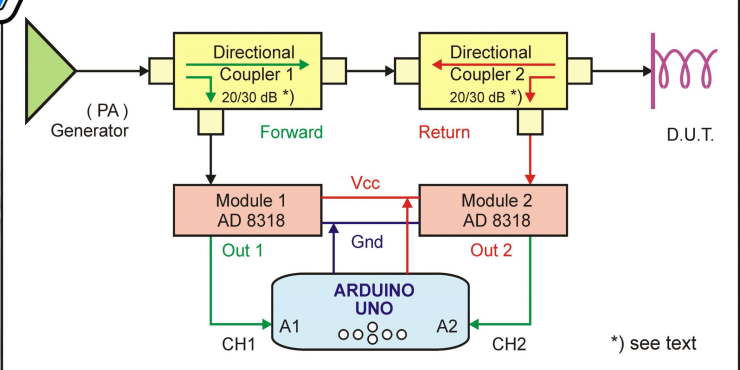 Directional
Coupler 1
20/30 dB *)
Directional
Coupler 2
20/30 dB *)
( PA )
Generator
Forward
Return
D.U.T.
Module 1
AD 8318
Vcc
Module 2
AD 8318
Out 1
Gnd
Out 2
ARDUINO
UNO
A1
A2
CH1
CH2
*) see text